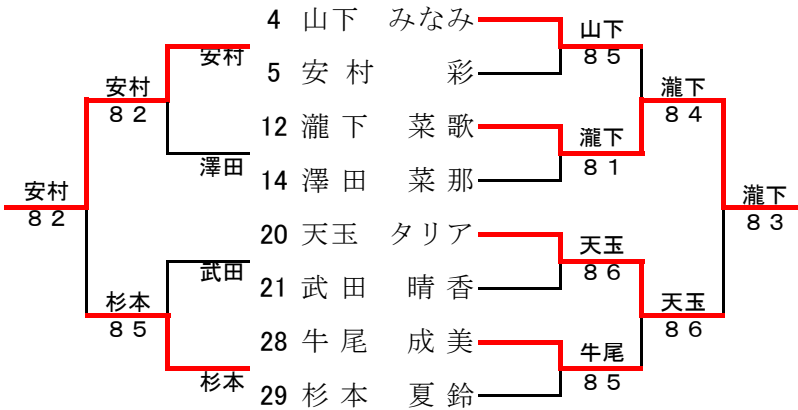 4 山下 みなみ
山下
８５
安村
5 安村 彩
安村
８２
瀧下
８４
12 瀧下 菜歌
瀧下
８１
澤田
14 澤田 菜那
安村
８２
瀧下
８３
20 天玉 タリア
天玉
８６
武田
21 武田 晴香
杉本
８５
天玉
８６
28 牛尾 成美
牛尾
８５
杉本
29 杉本 夏鈴